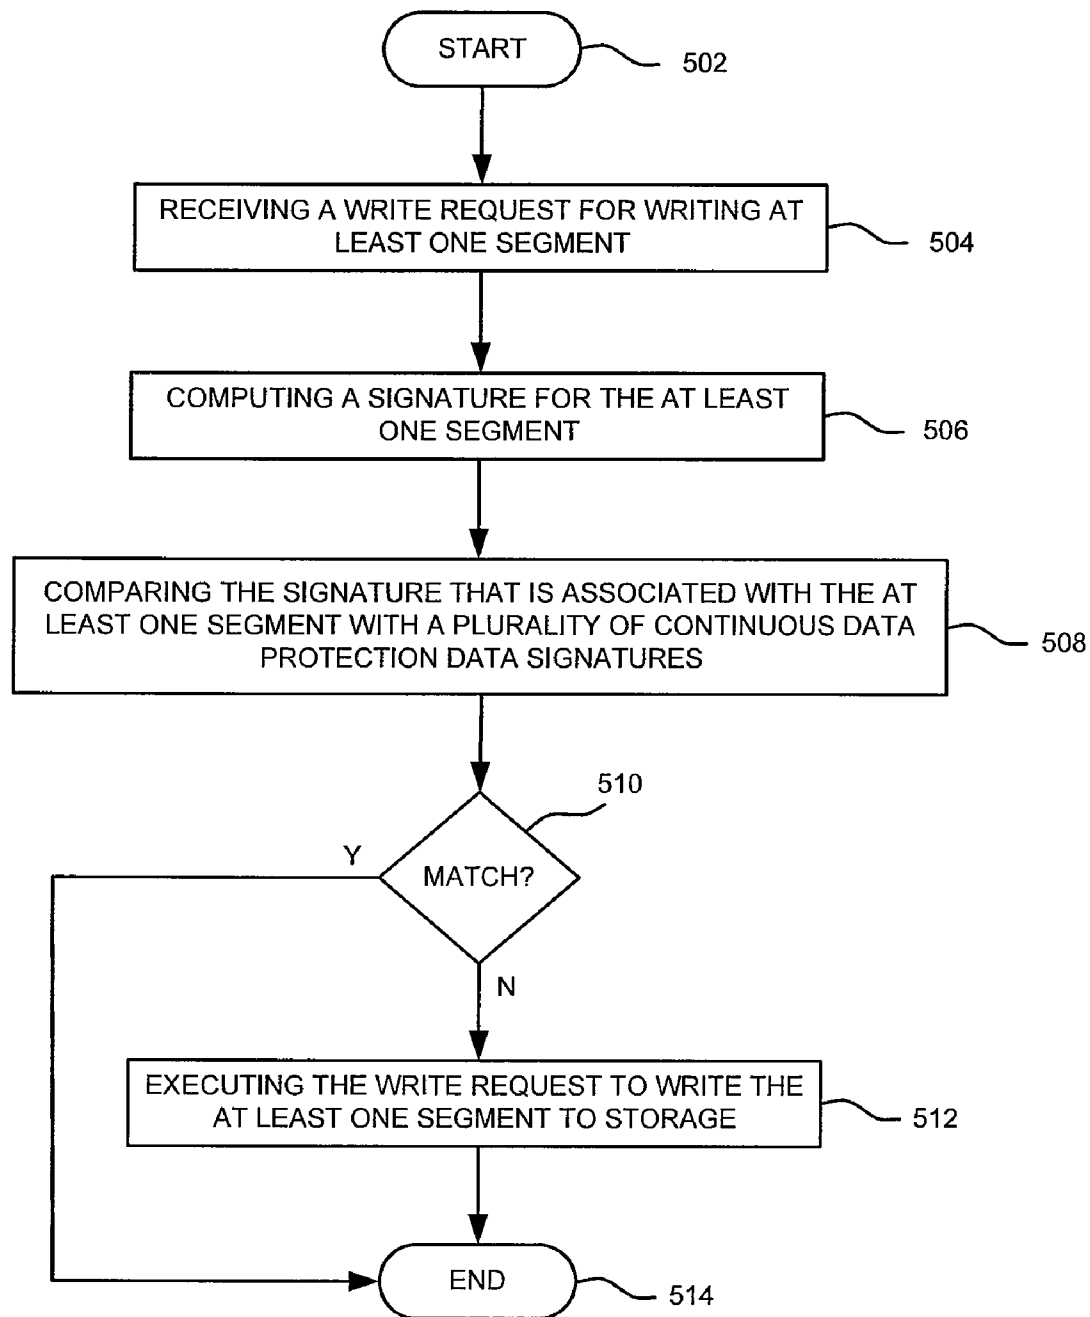 START
502
RECEIVING A WRITE REQUEST FOR WRITING AT
LEAST ONE SEGMENT
504
COMPUTING A SIGNATURE FOR THE AT LEAST
ONE SEGMENT
506
COMPARING THE SIGNATURE THAT IS ASSOCIATED WITH THE AT
LEAST ONE SEGMENT WITH A PLURALITY OF CONTINUOUS DATA
PROTECTION DATA SIGNATURES
508
510
Y
MATCH?
N
EXECUTING THE WRITE REQUEST TO WRITE THE
AT LEAST ONE SEGMENT TO STORAGE
512
END
514